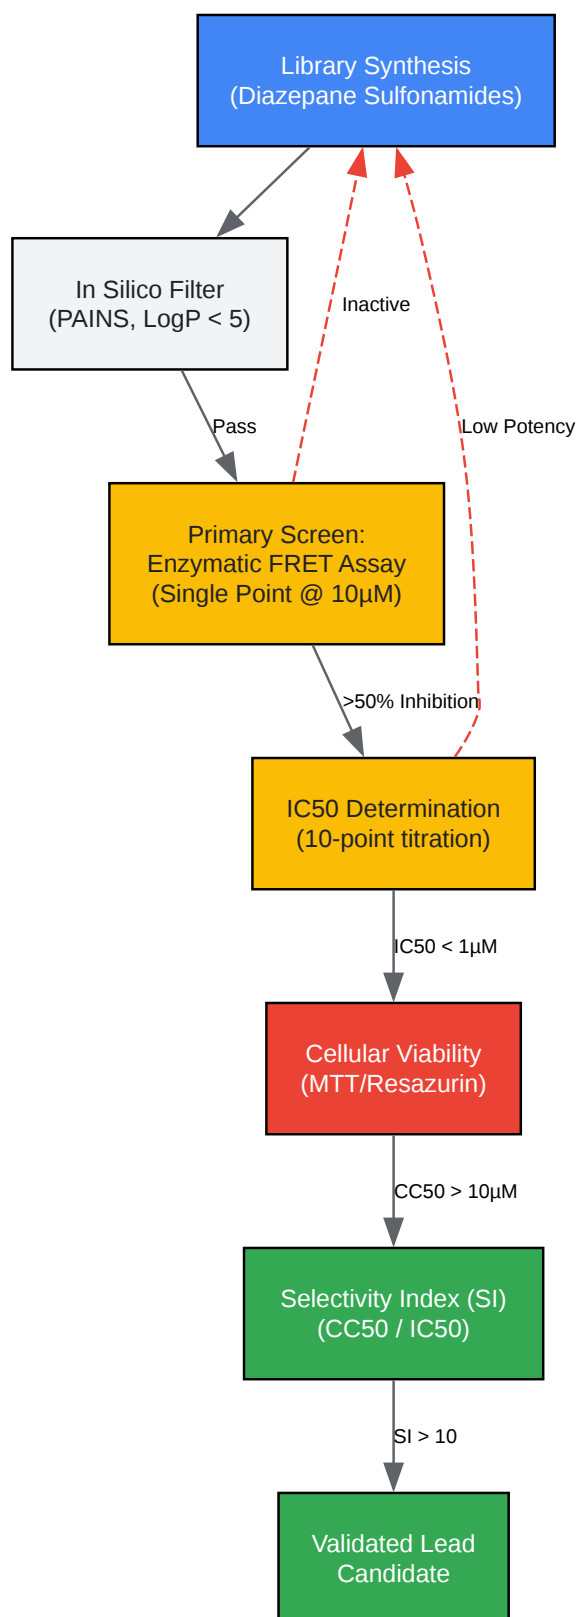 Library Synthesis
(Diazepane Sulfonamides)
In Silico Filter
(PAINS, LogP < 5)
Inactive
Low Potency
Pass
Primary Screen:
Enzymatic FRET Assay
(Single Point @ 10µM)
>50% Inhibition
IC50 Determination
(10-point titration)
IC50 < 1µM
Cellular Viability
(MTT/Resazurin)
CC50 > 10µM
Selectivity Index (SI)
(CC50 / IC50)
SI > 10
Validated Lead
Candidate